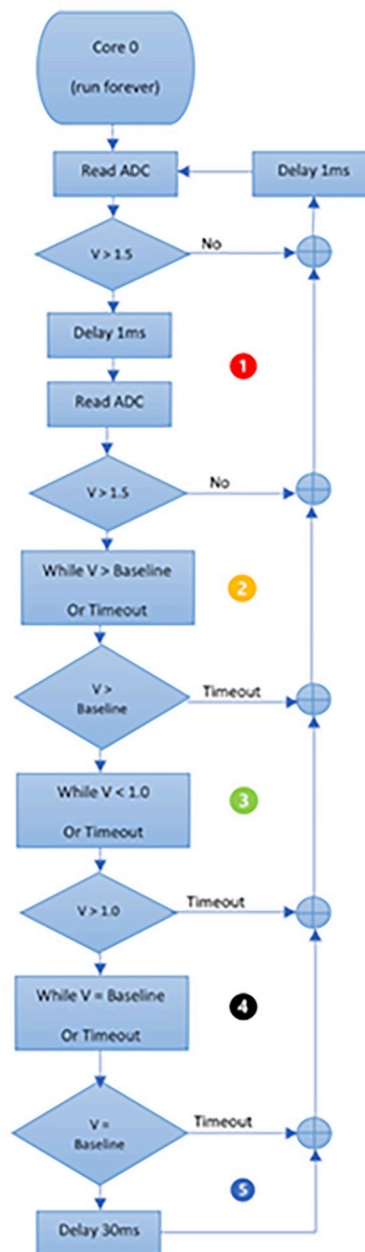 Core 0
(run forever)
Read ADC
Delay 1ms
V > 1.5
No
Delay 1ms
1
Read ADC
V > 1.5
No
While V > Baseline
Or Timeout
2
V >
Baseline
Timeout
While V < 1.0
Or Timeout
3
V > 1.0
Timeout
While V = Baseline
Or Timeout
4
V =
Baseline
Timeout
5
Delay 30ms